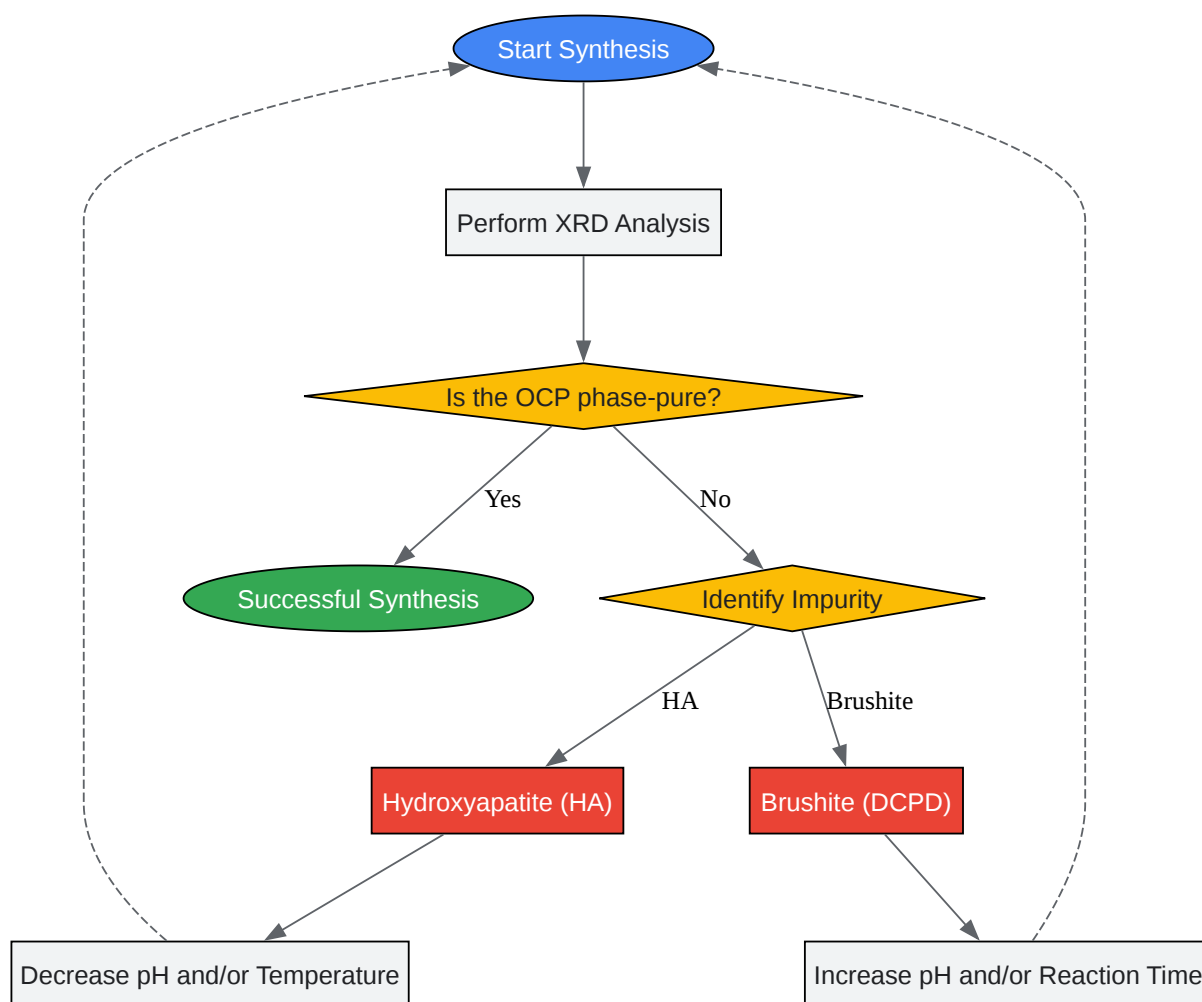 Start Synthesis
Perform XRD Analysis
Is the OCP phase-pure?
Yes
No
Successful Synthesis
Identify Impurity
HA
Brushite
Hydroxyapatite (HA)
Brushite (DCPD)
Decrease pH and/or Temperature
Increase pH and/or Reaction Time